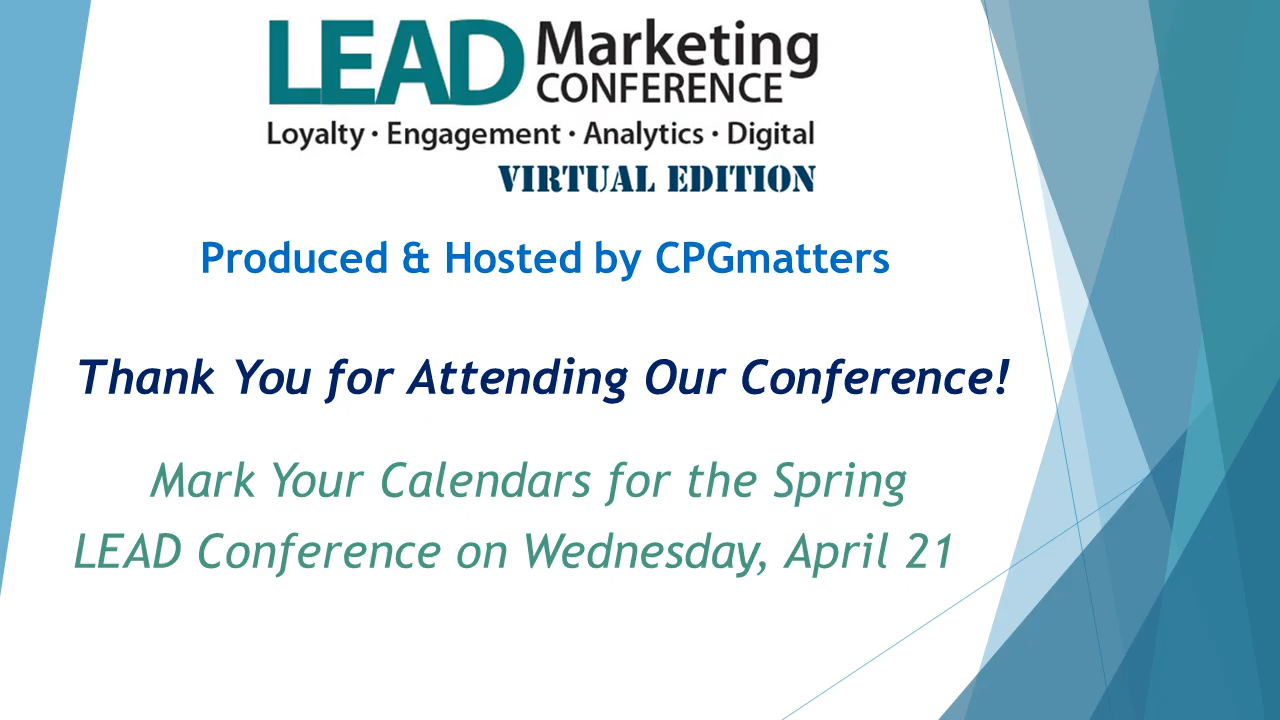 LEAD Marketing
CONFERENCE
Loyalty · Engagement · Analytics · Digital
VIRTUAL EDITION
Produced & Hosted by CPGmatters
Thank You for Attending Our Conference!
Mark Your Calendars for the Spring
LEAD Conference on Wednesday, April 21